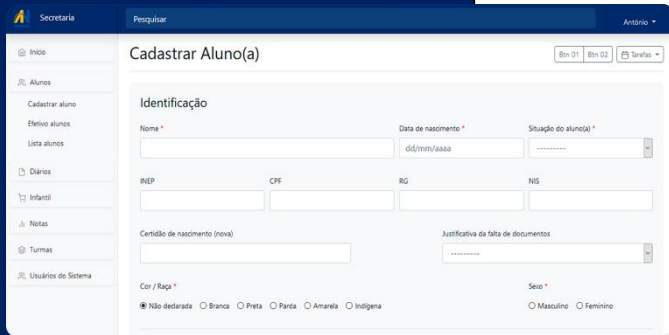 Secretaria
Pesquisar
António
Início
Alunos
Cadastrar aluno
Efetivo alunos
Lista alunos
Diários
Infantil
Notas
Turmas
Usuários do Sistema
Cadastrar Aluno(a)
Btn 01 Btn 02 Tarefas
Identificação
Nome * Data de nascimento * Situação do aluno(a) *
dd/mm/aaaa ---------
INEP CPF RG NIS
Certidão de nascimento (nova) Justificativa da falta de documentos
---------
Cor / Raça * Sexo *
Não declarada Branca Preta Parda Amarela Indígena Masculino Feminino